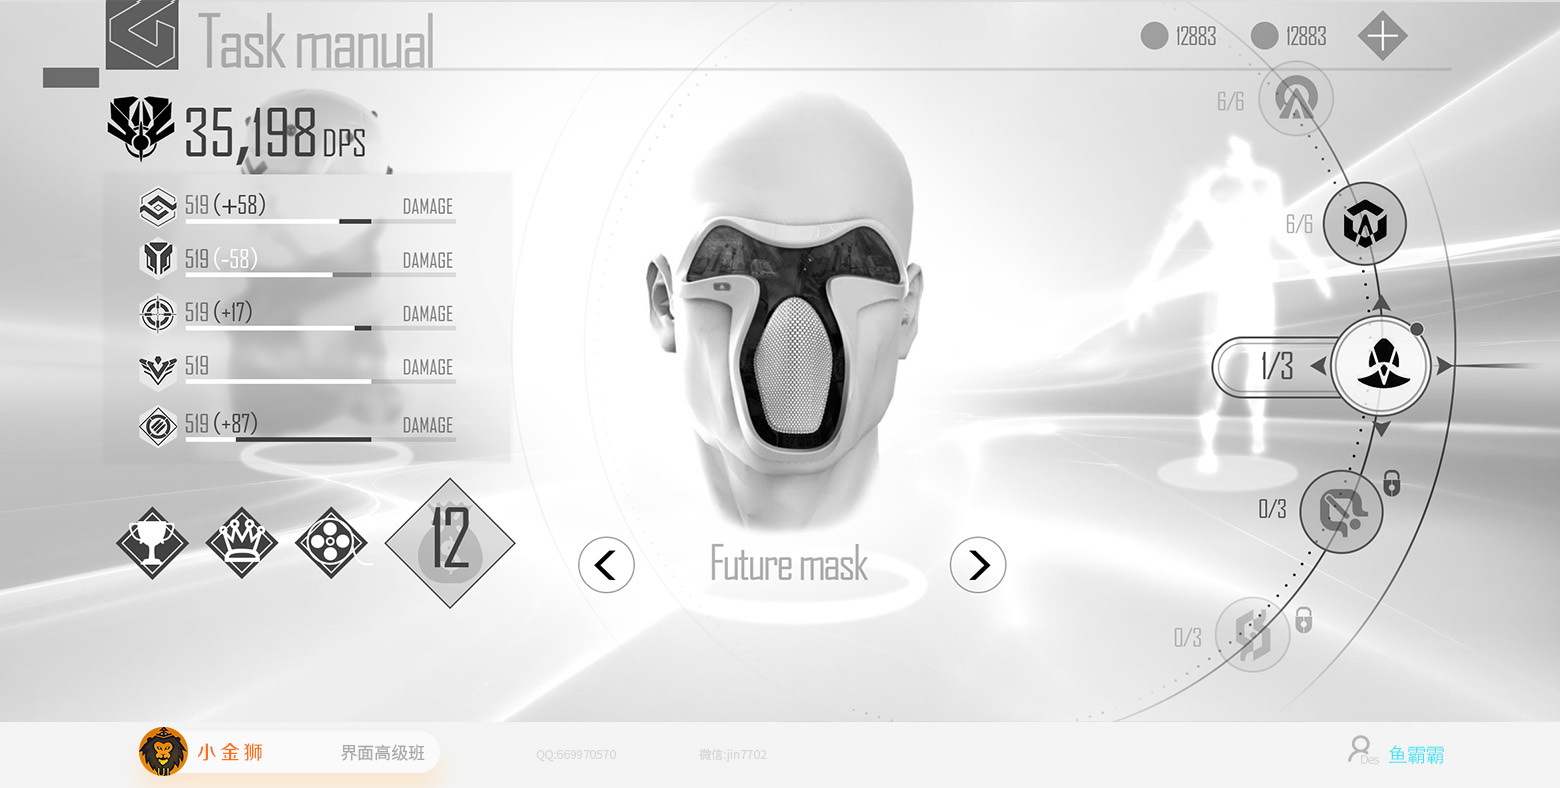 Task manual
12883
12883
35,198 DPS
519 (+58) DAMAGE
519 (-58) DAMAGE
519 (+17) DAMAGE
519 DAMAGE
519 (+87) DAMAGE
12
Future mask
6/6
6/6
1/3
0/3
0/3
小金狮
UI
界面高级班
QQ:669970570
微信:jin7702
Des
鱼霸霸